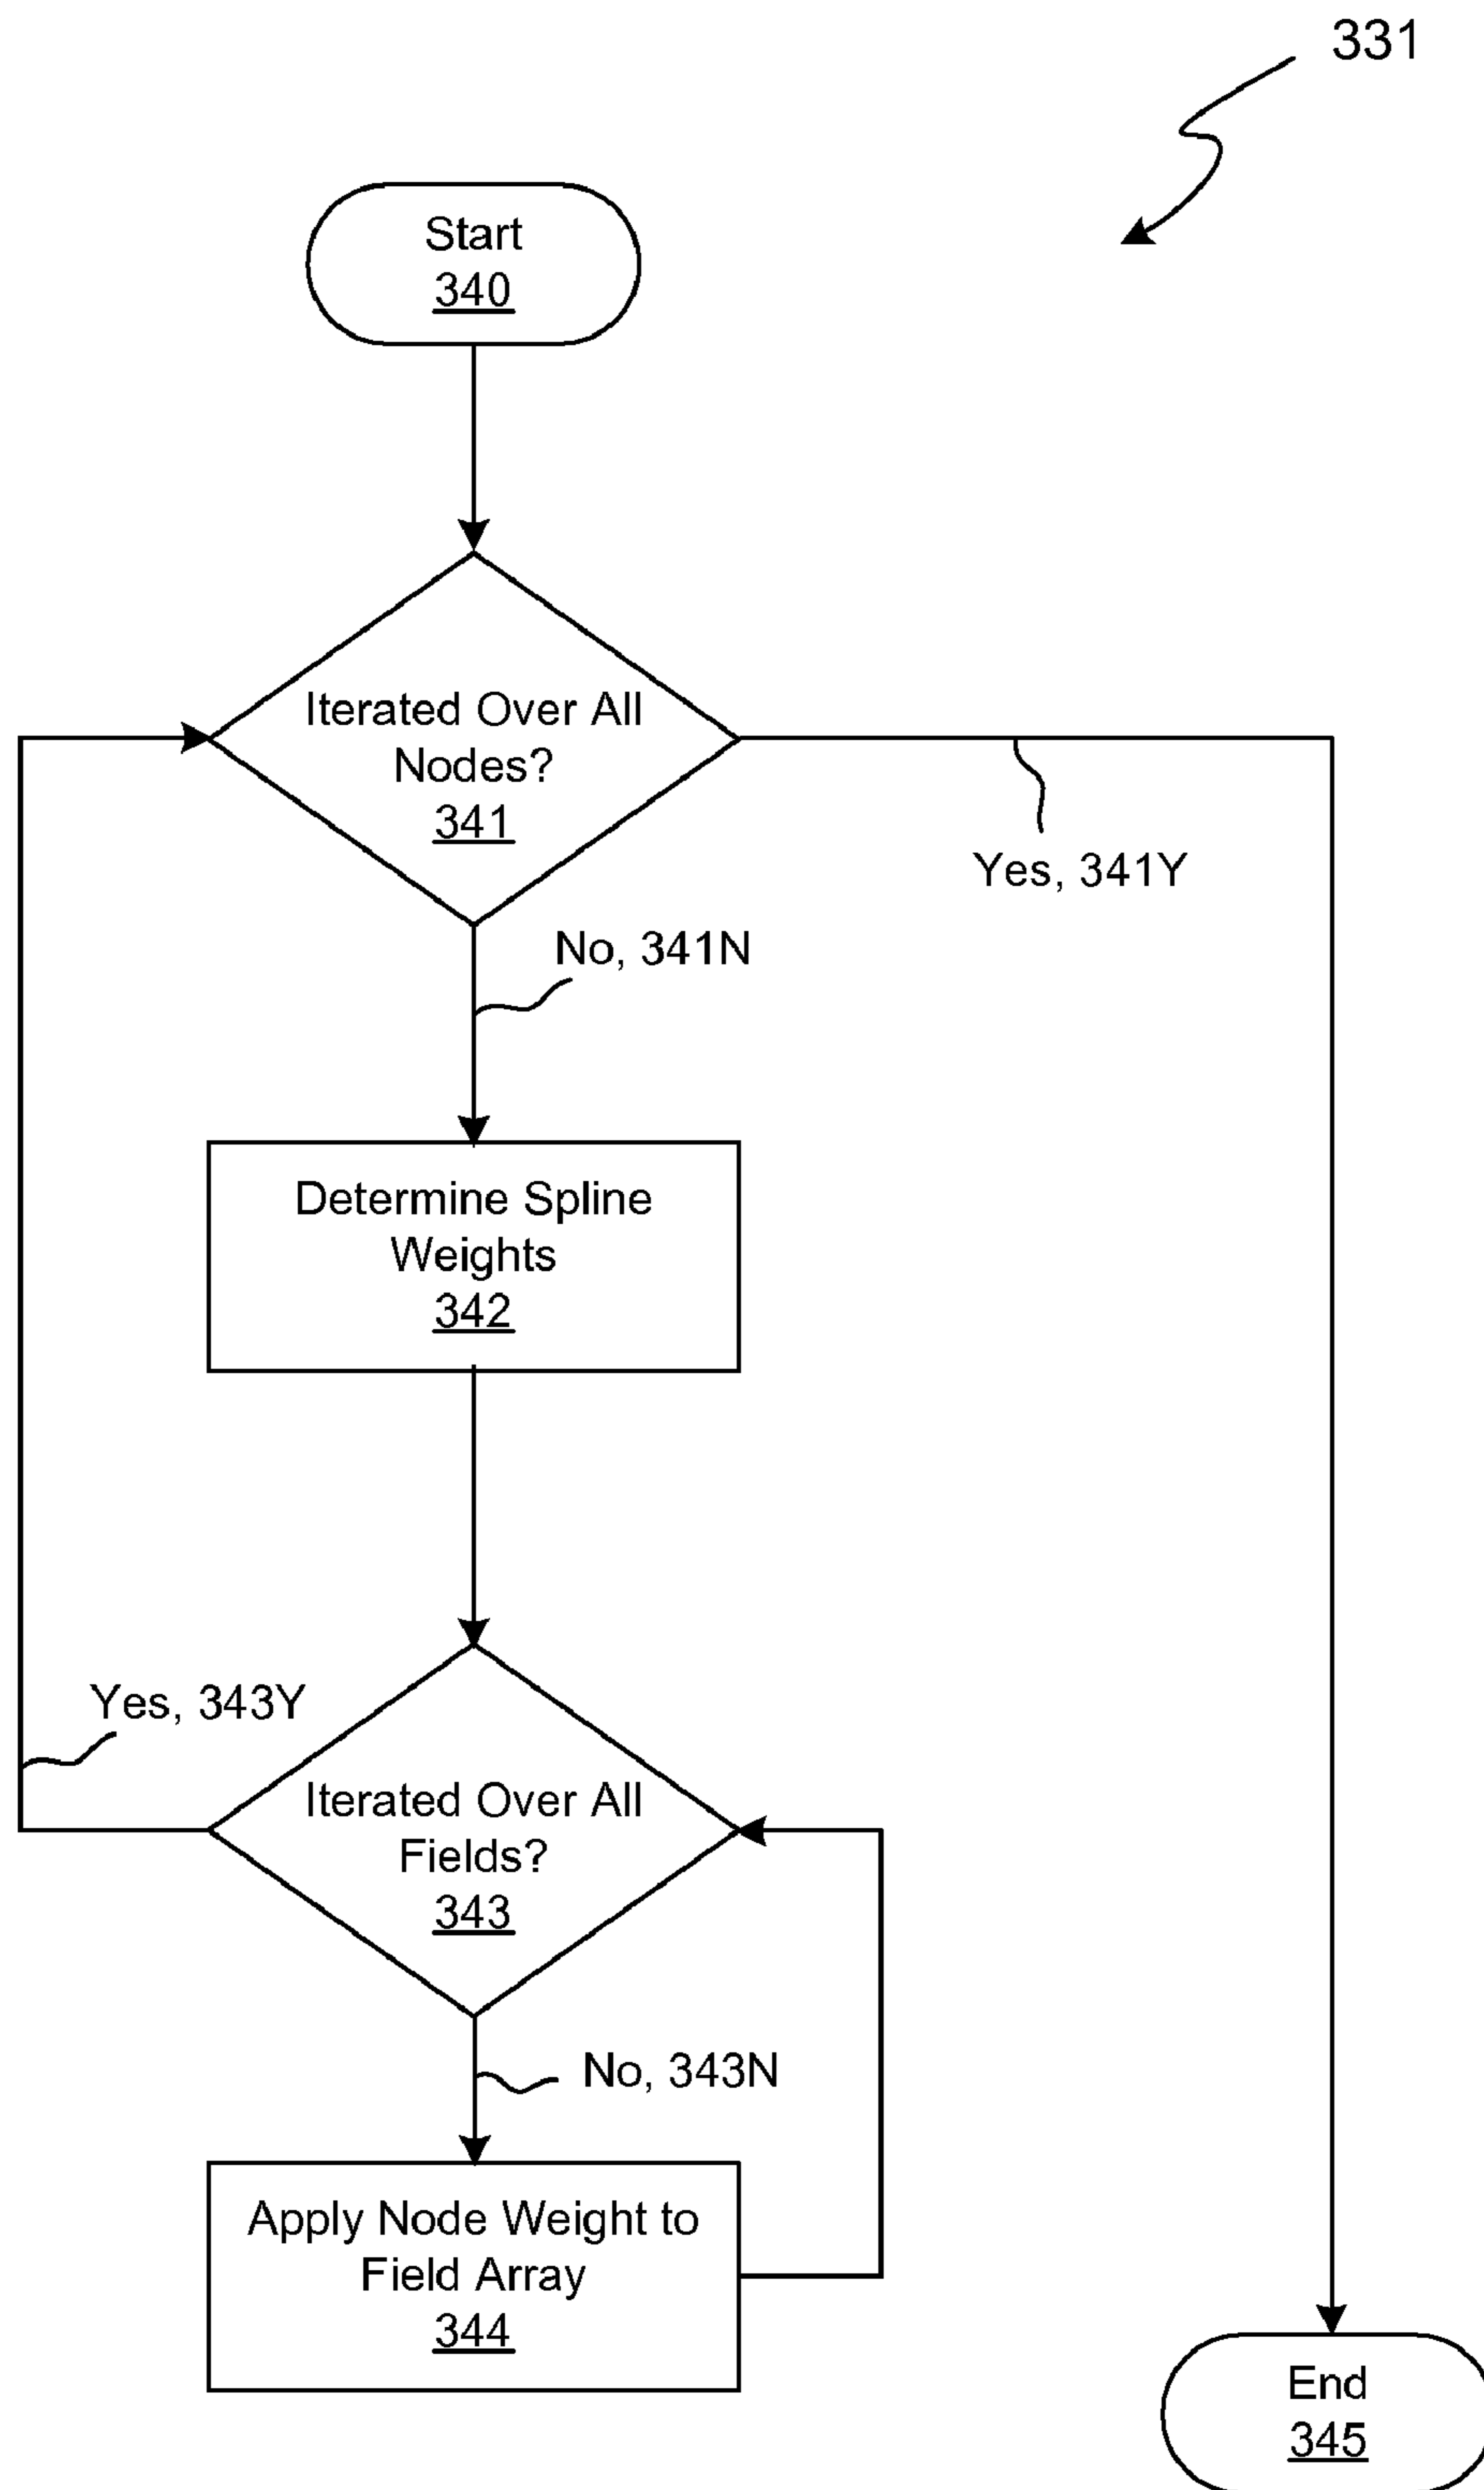 331
Start
340
Iterated Over All
Nodes?
341
Yes, 341Y
No, 341N
Determine Spline
Weights
342
Yes, 343Y
Iterated Over All
Fields?
343
No, 343N
Apply Node Weight to
Field Array
344
End
345